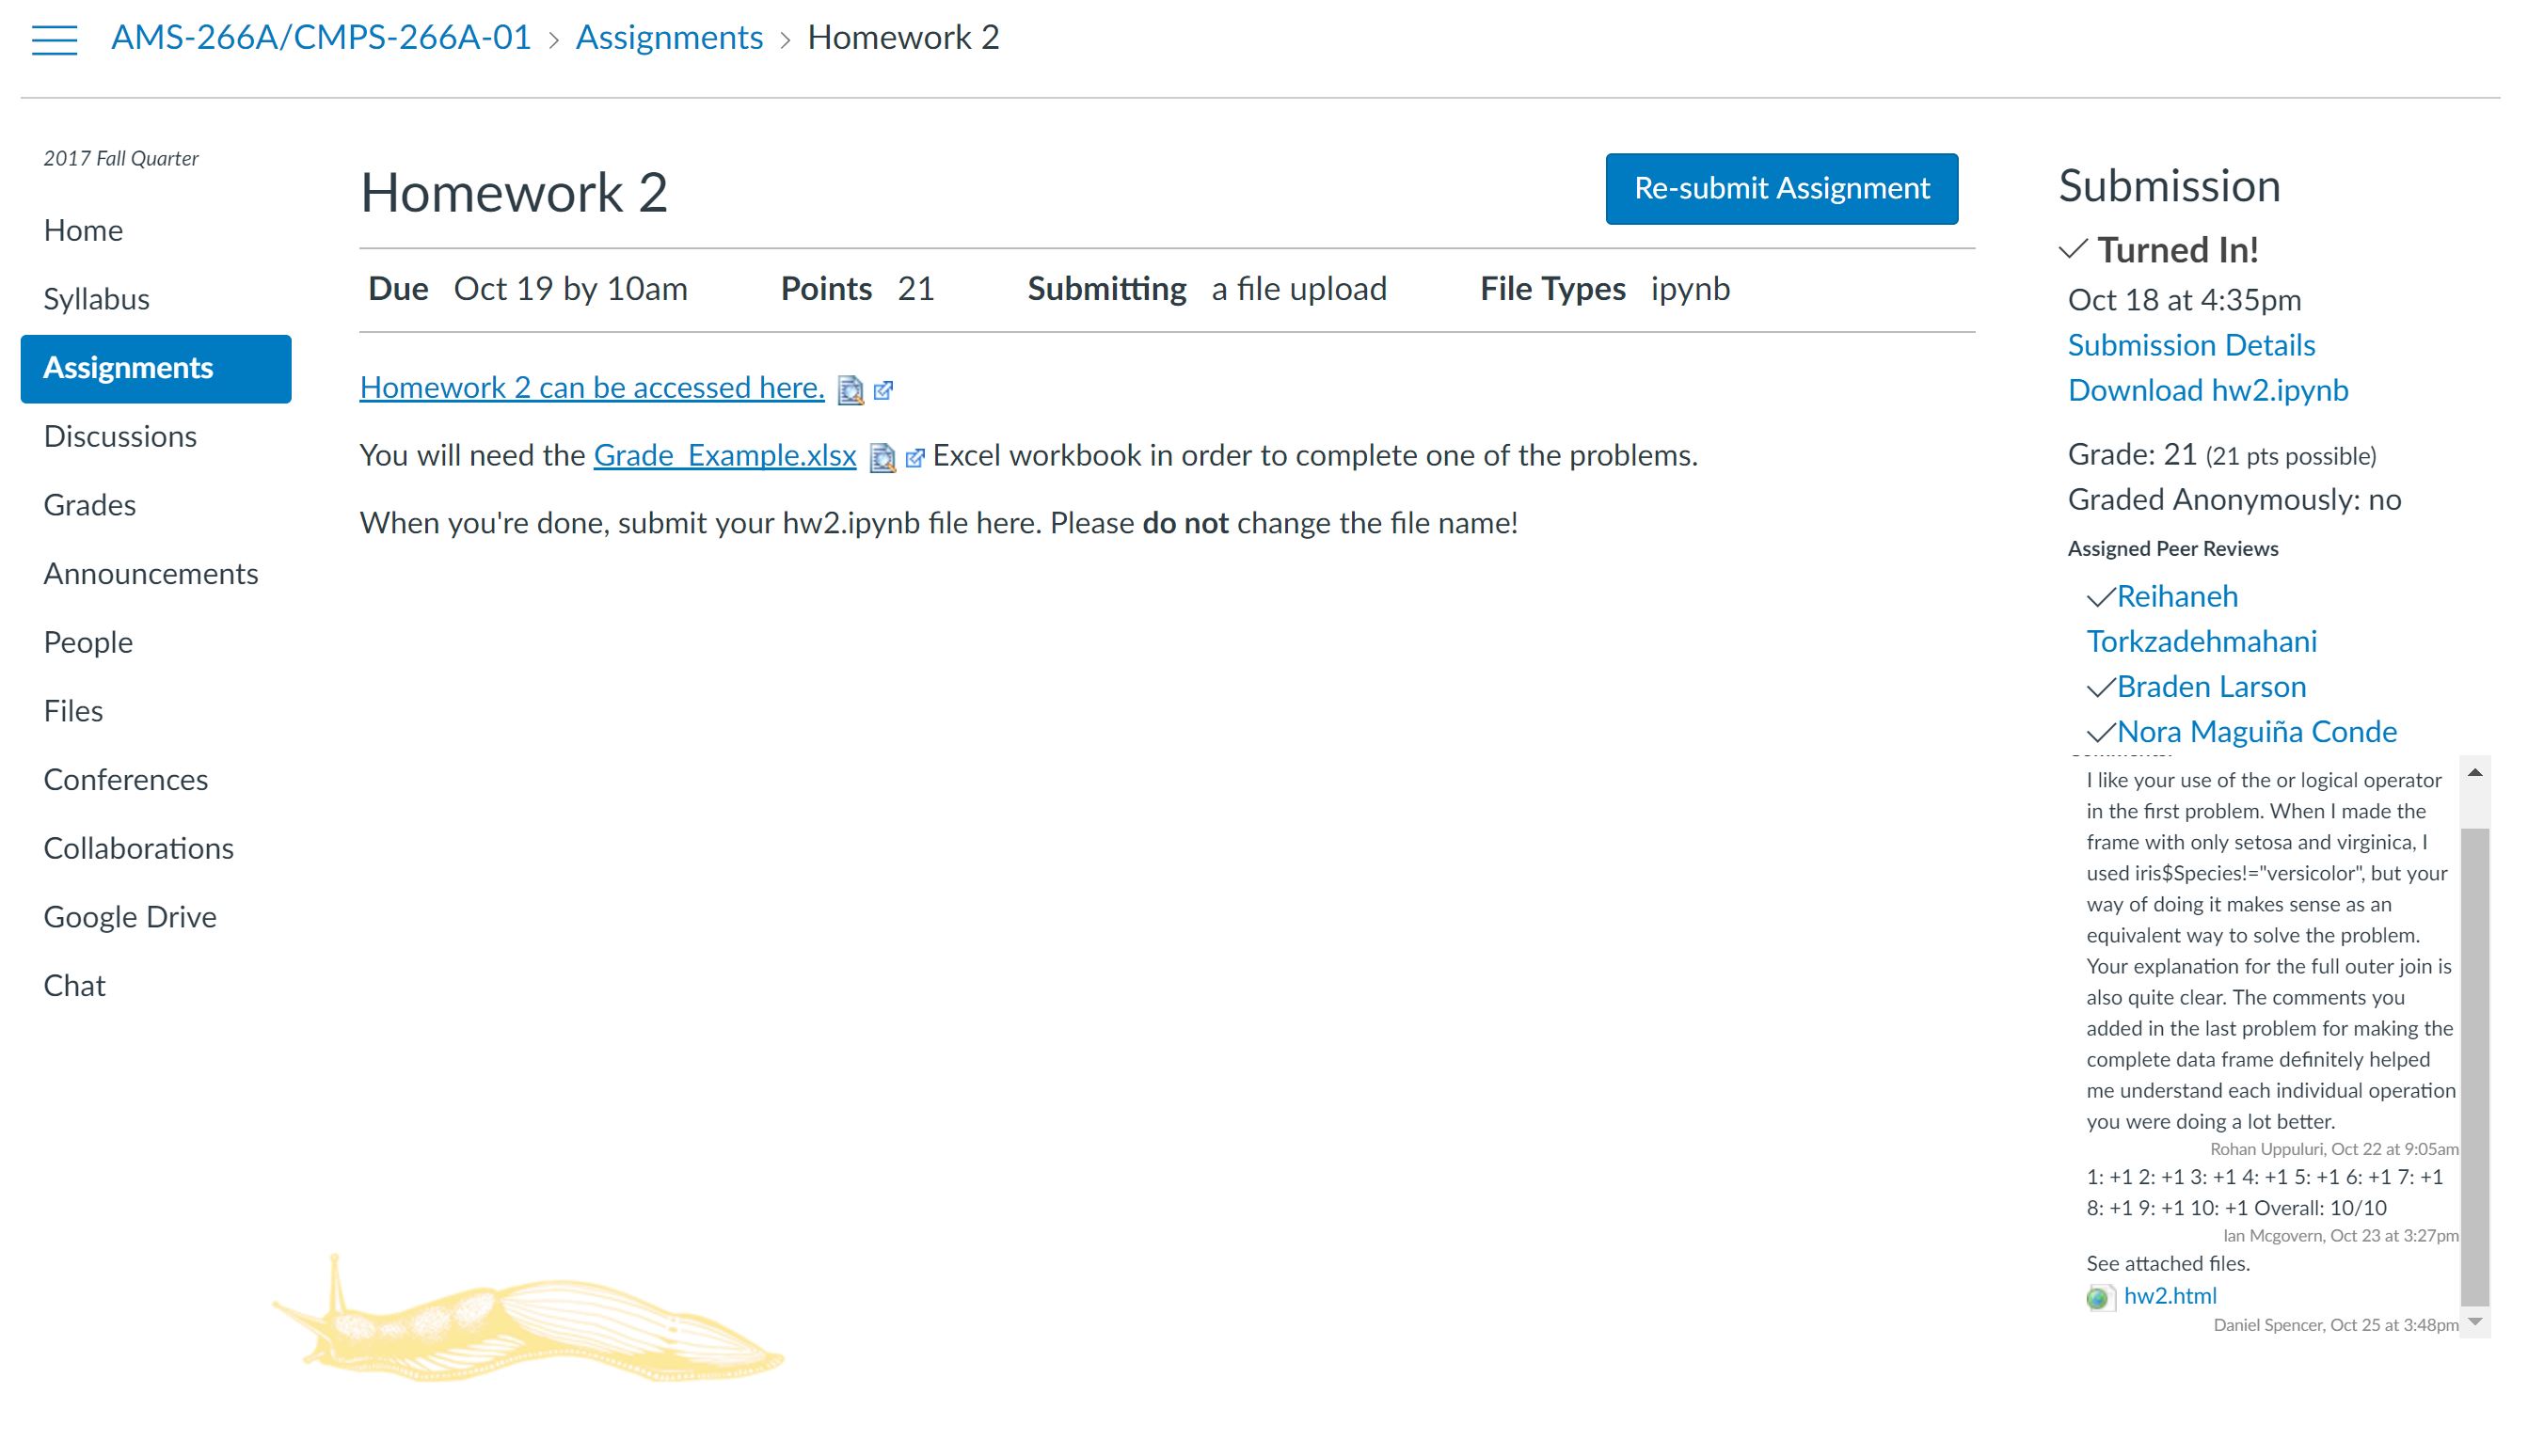 AMS-266A/CMPS-266A-01 > Assignments > Homework 2
2017 Fall Quarter
Home
Syllabus
Assignments
Discussions
Grades
Announcements
People
Files
Conferences
Collaborations
Google Drive
Chat
Homework 2
Re-submit Assignment
Due Oct 19 by 10am Points 21 Submitting a file upload File Types ipynb
Homework 2 can be accessed here.
You will need the Grade_Example.xlsx Excel workbook in order to complete one of the problems.
When you're done, submit your hw2.ipynb file here. Please do not change the file name!
Submission
Turned In!
Oct 18 at 4:35pm
Submission Details
Download hw2.ipynb
Grade: 21 (21 pts possible)
Graded Anonymously: no
Assigned Peer Reviews
Reihaneh
Torkzadehmahani
Braden Larson
Nora Maguiña Conde
I like your use of the or logical operator
in the first problem. When I made the
frame with only setosa and virginica, I
used iris$Species!="versicolor", but your
way of doing it makes sense as an
equivalent way to solve the problem.
Your explanation for the full outer join is
also quite clear. The comments you
added in the last problem for making the
complete data frame definitely helped
me understand each individual operation
you were doing a lot better.
Rohan Uppuluri, Oct 22 at 9:05am
1: +1 2: +1 3: +1 4: +1 5: +1 6: +1 7: +1
8: +1 9: +1 10: +1 Overall: 10/10
Ian Mcgovern, Oct 23 at 3:27pm
See attached files.
hw2.html
Daniel Spencer, Oct 25 at 3:48pm